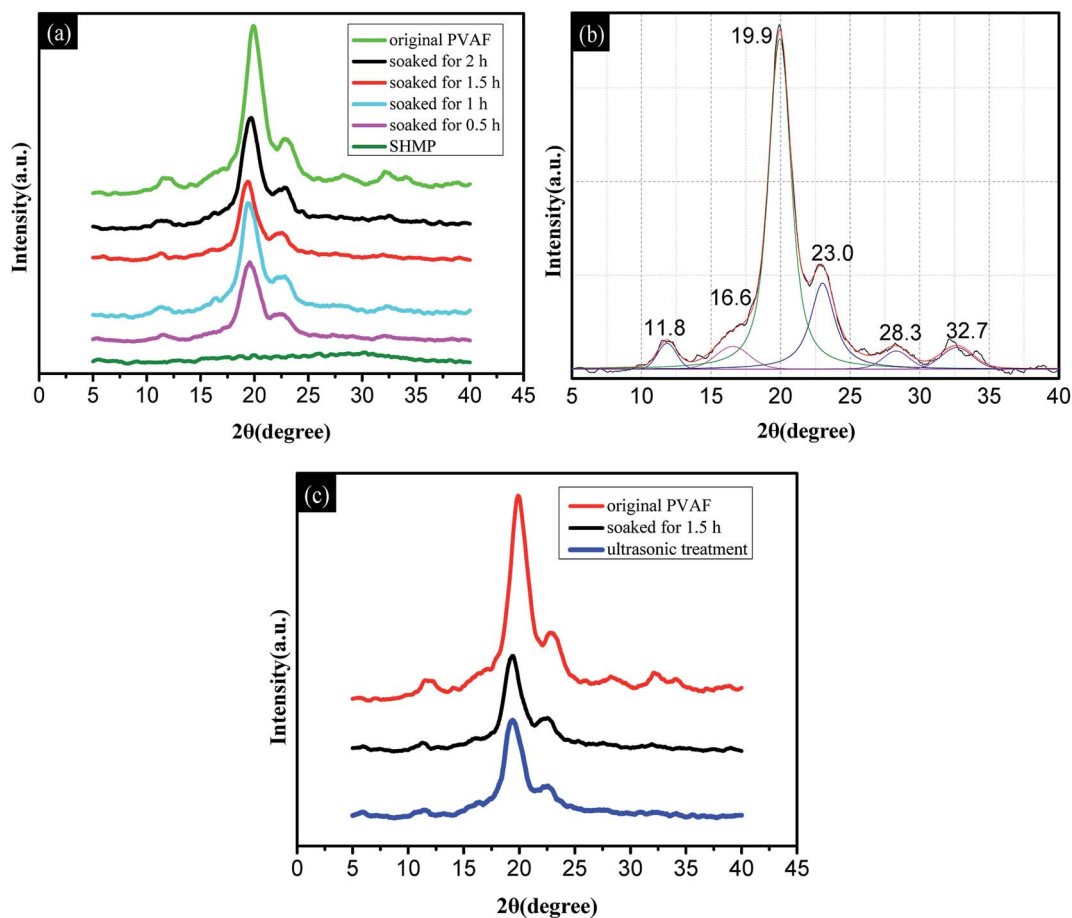 (a)
original PVAF
soaked for 2 h
soaked for 1.5 h
soaked for 1 h
soaked for 0.5 h
SHMP
Intensity(a.u.)
0 5 10 15 20 25 30 35 40 45
2θ(degree)
(b)
19.9
23.0
16.6
11.8
28.3
32.7
Intensity(a.u.)
5 10 15 20 25 30 35 40
2θ(degree)
(c)
original PVAF
soaked for 1.5 h
ultrasonic treatment
Intensity(a.u.)
0 5 10 15 20 25 30 35 40 45
2θ(degree)